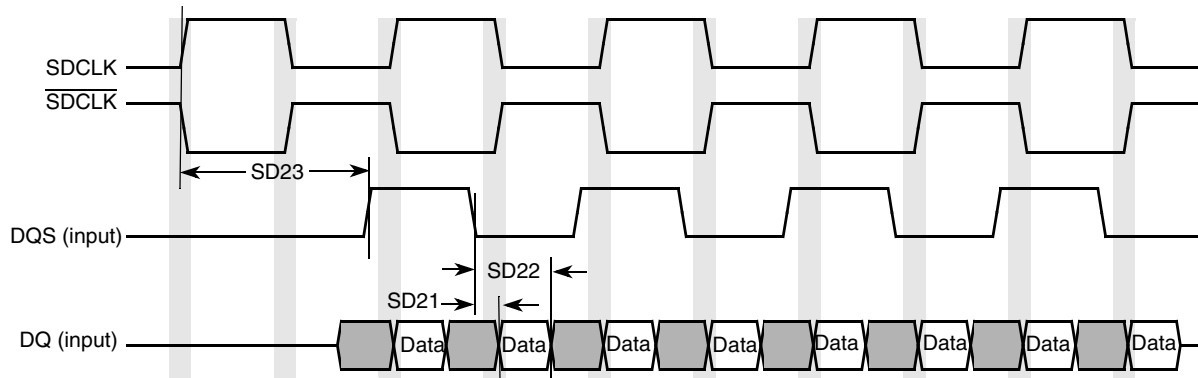 SDCLK
SDCLK
SD23
DQS (input)
SD22
SD21
DQ (input)
Data Data Data Data Data Data Data Data